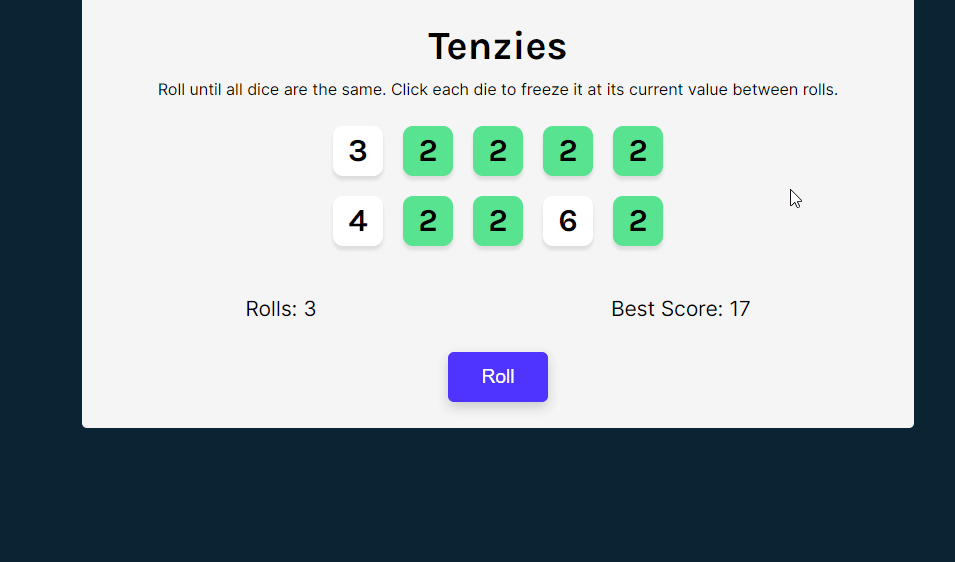 Tenzies
Roll until all dice are the same. Click each die to freeze it at its current value between rolls.
3 2 2 2 2
4 2 2 6 2
Rolls: 3 Best Score: 17
Roll